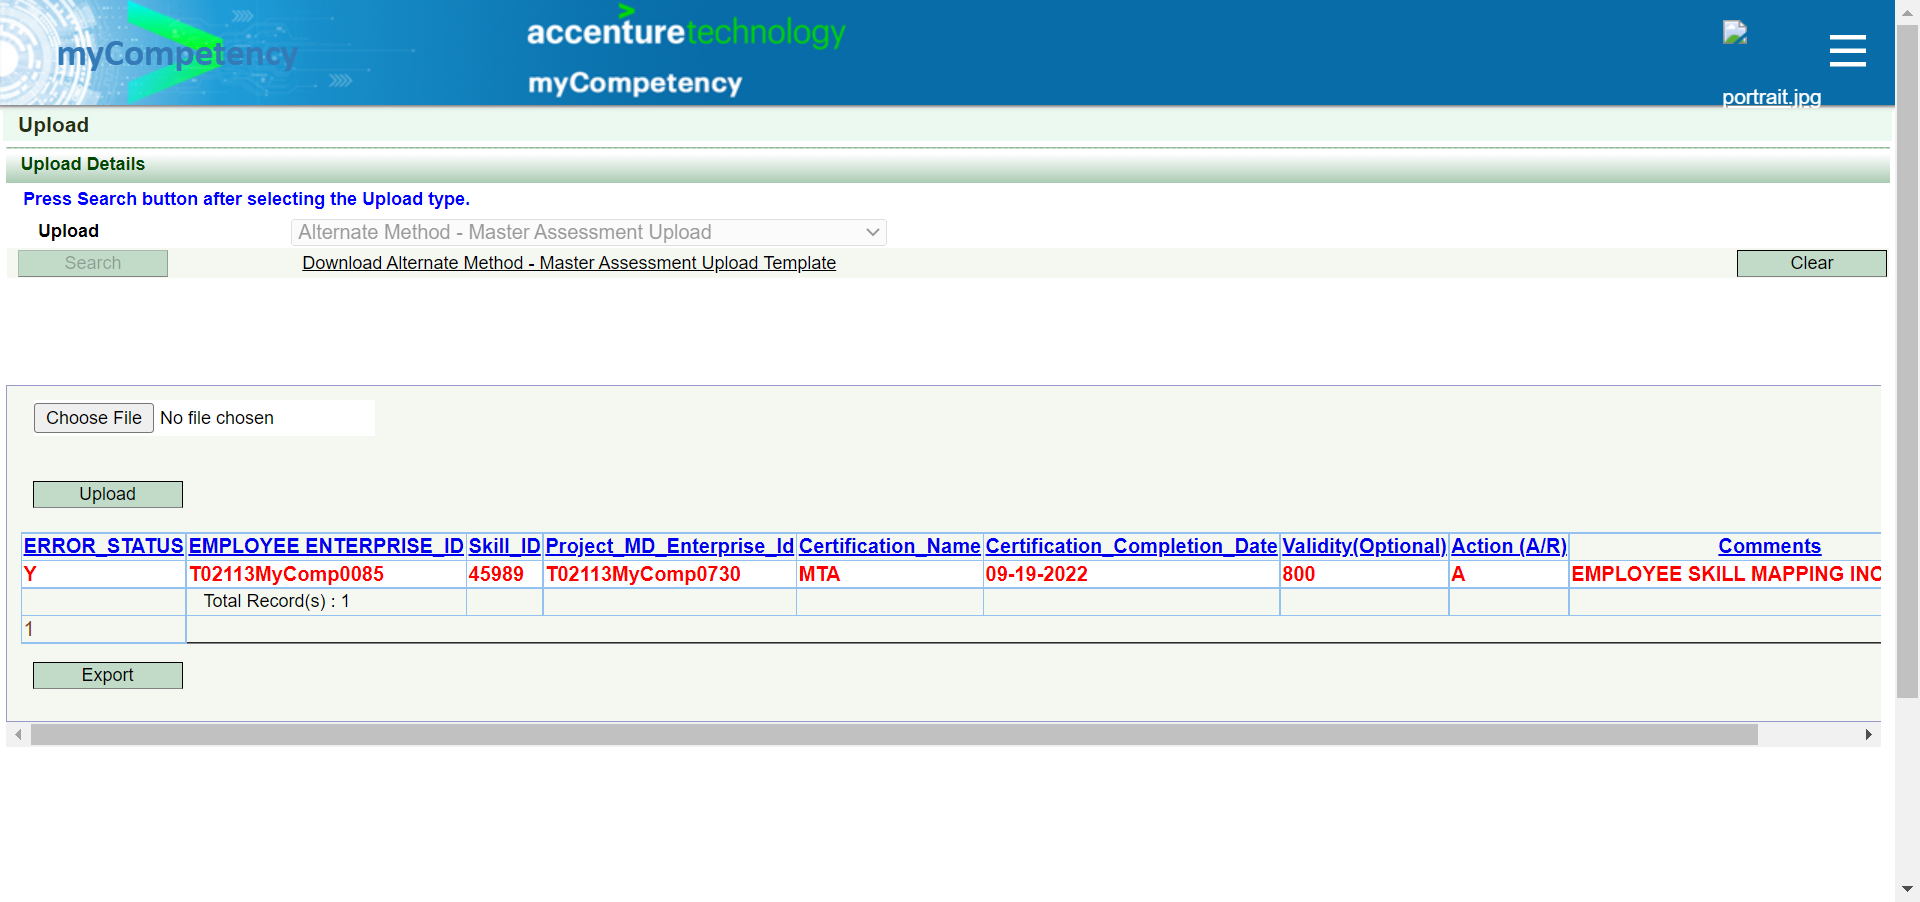 myCompetency
accenturetechnology
myCompetency
portrait.jpg
Upload
Upload Details
Press Search button after selecting the Upload type.
Upload Alternate Method - Master Assessment Upload
Search Download Alternate Method - Master Assessment Upload Template Clear
Choose File No file chosen
Upload
ERROR_STATUS EMPLOYEE ENTERPRISE_ID Skill_ID Project_MD_Enterprise_Id Certification_Name Certification_Completion_Date Validity(Optional) Action (A/R) Comments
Y T02113MyComp0085 45989 T02113MyComp0730 MTA 09-19-2022 800 A EMPLOYEE SKILL MAPPING INC
Total Record(s) : 1
1
Export